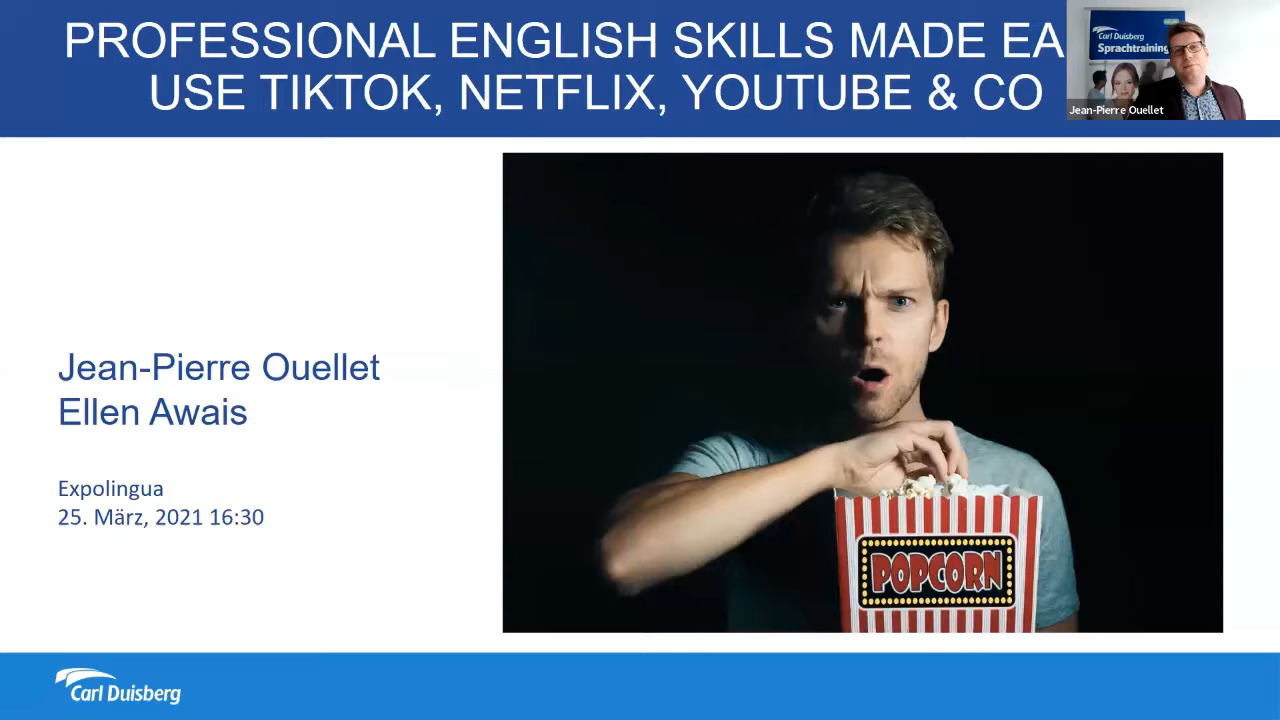 PROFESSIONAL ENGLISH SKILLS MADE EA
USE TIKTOK, NETFLIX, YOUTUBE & CO
Carl Duisberg
Sprachtraining
Jean-Pierre Ouellet
Jean-Pierre Ouellet
Ellen Awais
Expolingua
25. März, 2021 16:30
POPCORN
Carl Duisberg